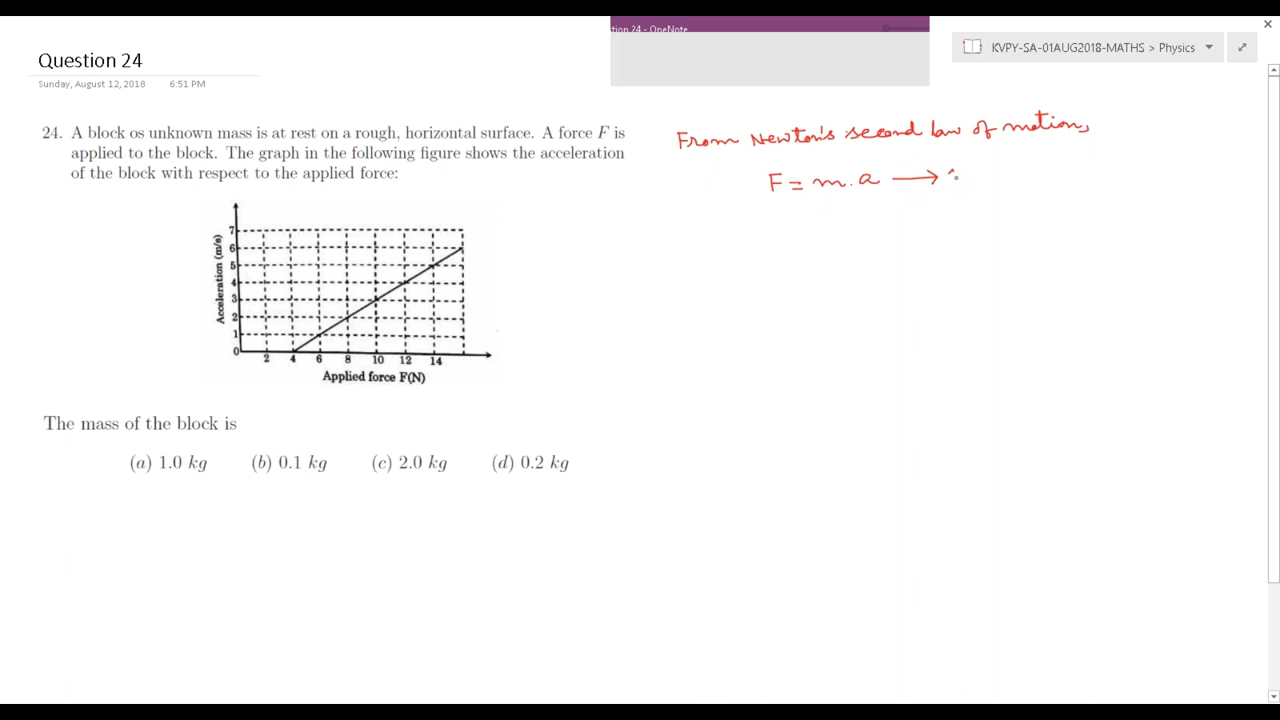 tion 24 - OneNote
Question 24
KVPY-SA-01AUG2018-MATHS > Physics
Sunday, August 12, 2018 6:51 PM
24. A block os unknown mass is at rest on a rough, horizontal surface. A force F is
applied to the block. The graph in the following figure shows the acceleration
of the block with respect to the applied force:
From Newton's second law of motion,
F = m.a →
Acceleration (m/s)
7
6
5
4
3
2
1
0
2 4 6 8 10 12 14
Applied force F(N)
The mass of the block is
(a) 1.0 kg (b) 0.1 kg (c) 2.0 kg (d) 0.2 kg